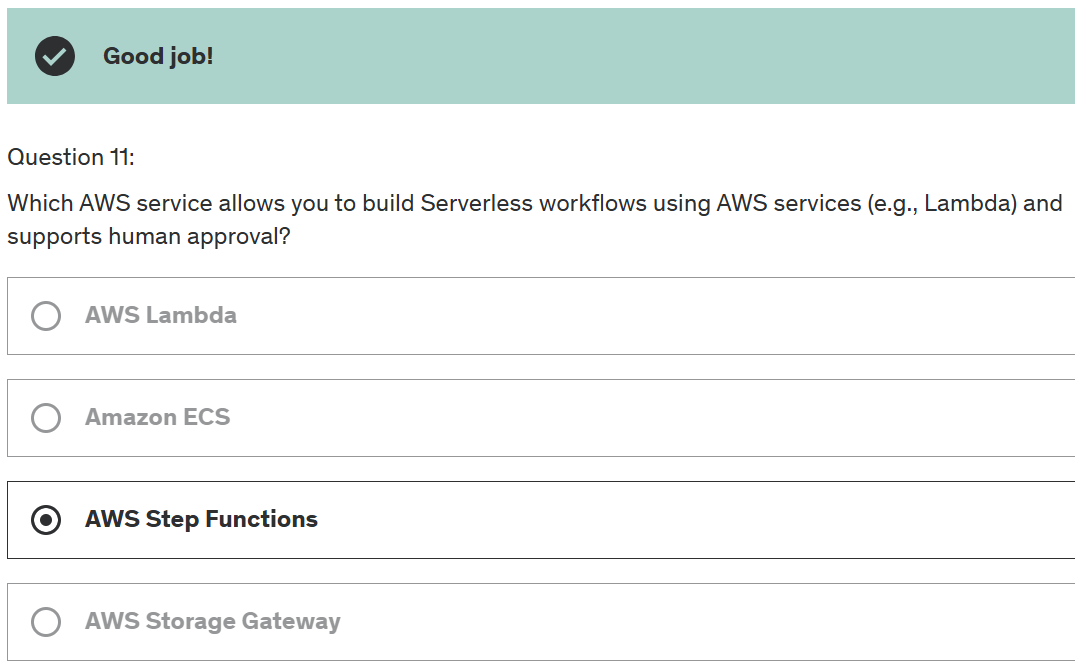 Good job!
Question 11:
Which AWS service allows you to build Serverless workflows using AWS services (e.g., Lambda) and
supports human approval?
AWS Lambda
Amazon ECS
AWS Step Functions
AWS Storage Gateway